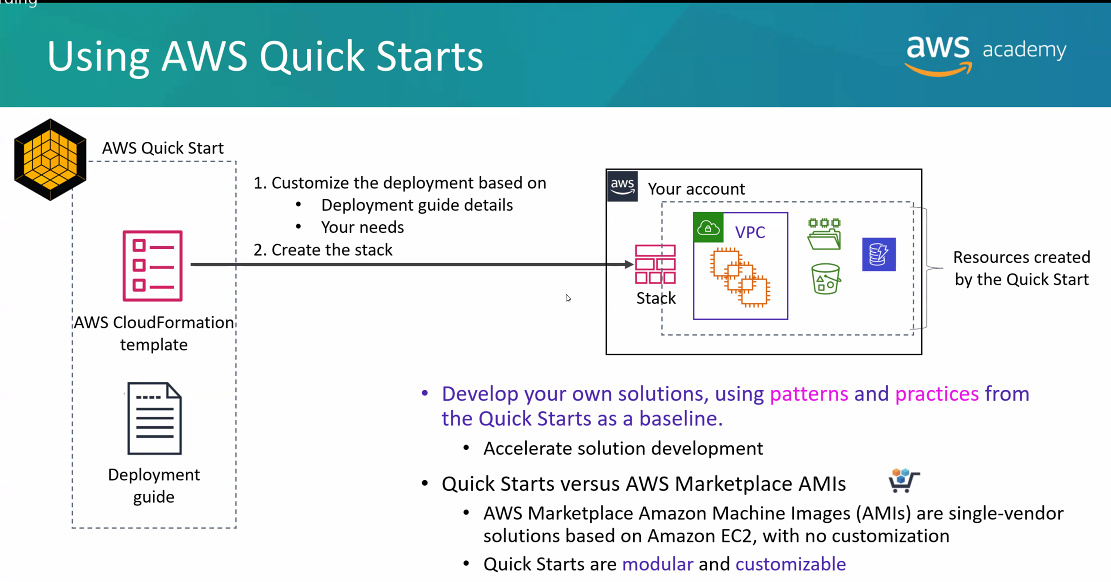 Using AWS Quick Starts
aws academy
AWS Quick Start
1. Customize the deployment based on
• Deployment guide details
• Your needs
2. Create the stack
AWS CloudFormation
template
Deployment
guide
aws
Your account
VPC
Stack
Resources created
by the Quick Start
• Develop your own solutions, using patterns and practices from
the Quick Starts as a baseline.
• Accelerate solution development
• Quick Starts versus AWS Marketplace AMIs
• AWS Marketplace Amazon Machine Images (AMIs) are single-vendor
solutions based on Amazon EC2, with no customization
• Quick Starts are modular and customizable